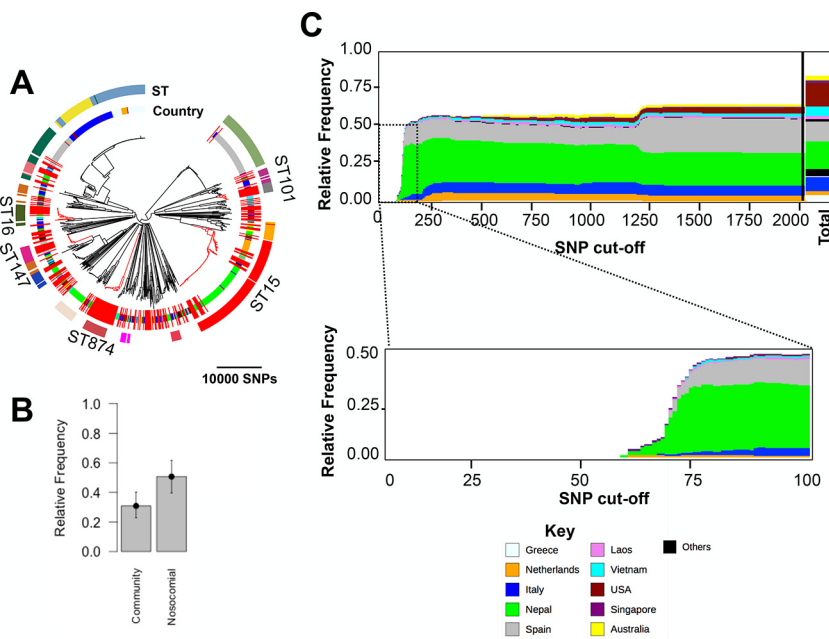 A
ST
Country
ST101
ST16
ST147
ST15
ST874
10000 SNPs
B
Relative Frequency
1.0
0.8
0.6
0.4
0.2
0.0
Community
Nosocomial
C
Relative Frequency
1.00
0.75
0.50
0.25
0.00
0 250 500 750 1000 1250 1500 1750 2000
SNP cut-off
Total
Relative Frequency
0.50
0.25
0.00
0 25 50 75 100
SNP cut-off
Key
Greece
Netherlands
Italy
Nepal
Spain
Laos
Vietnam
USA
Singapore
Australia
Others